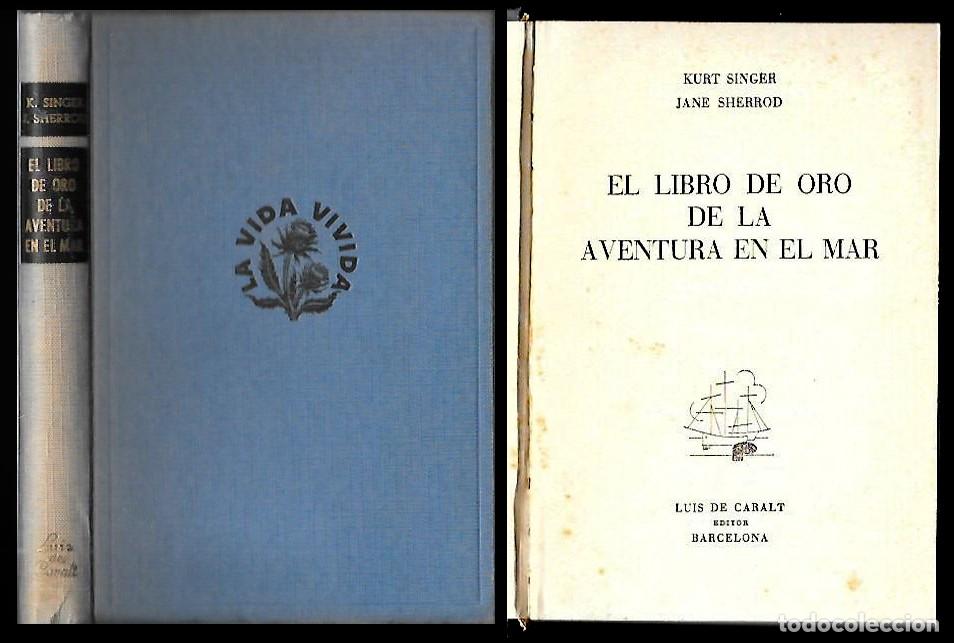 K. SINGER
J. SHERROD
EL LIBRO
DE ORO
DE LA
AVENTURA
EN EL MAR
Luis
de
Caralt
LA VIDA VIVIDA
KURT SINGER
JANE SHERROD
EL LIBRO DE ORO
DE LA
AVENTURA EN EL MAR
LUIS DE CARALT
EDITOR
BARCELONA
todocoleccion